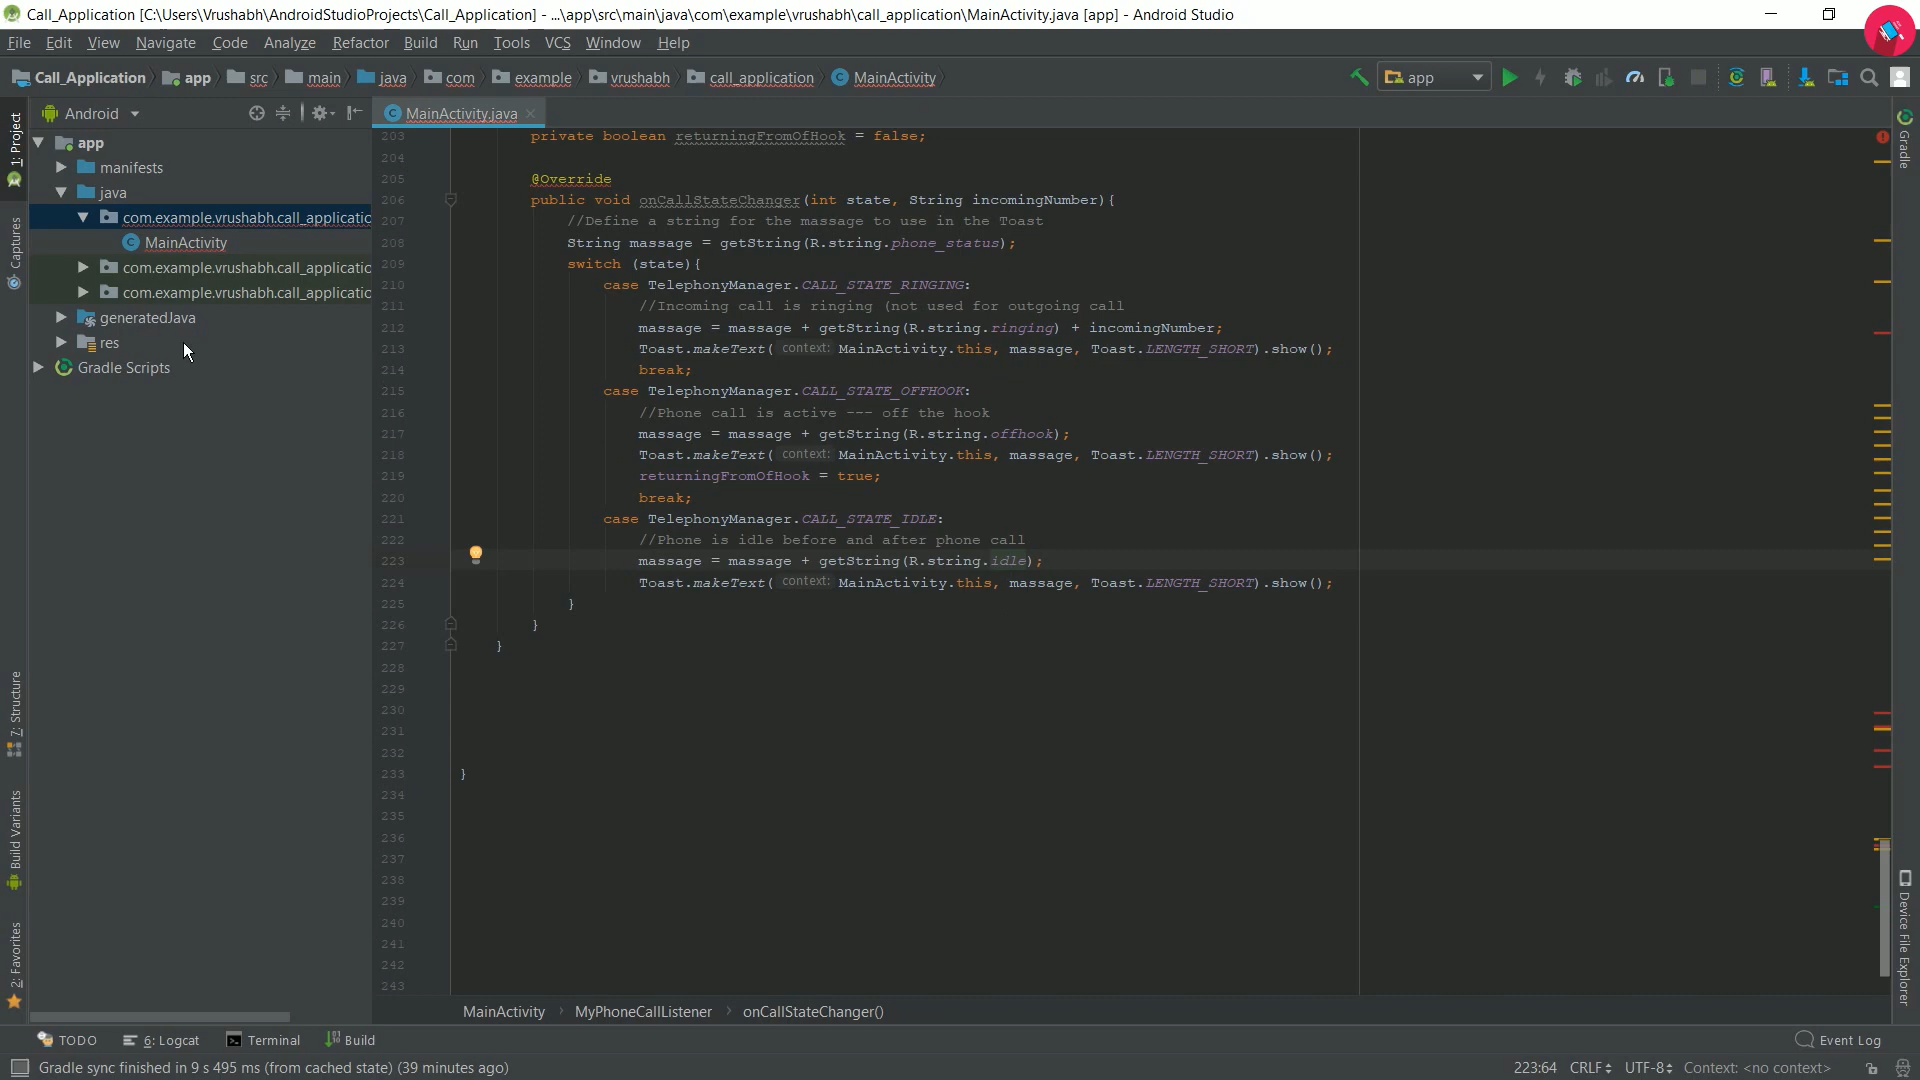 Call_Application [C:\Users\Vrushabh\AndroidStudioProjects\Call_Application] - ...\app\src\main\java\com\example\vrushabh\call_application\MainActivity.java [app] - Android Studio
File Edit View Navigate Code Analyze Refactor Build Run Tools VCS Window Help
Call_Application app src main java com example vrushabh call_application MainActivity app
Android
MainActivity.java
1: Project
Captures
7: Structure
Build Variants
2: Favorites
app
manifests
java
com.example.vrushabh.call_applicatio
MainActivity
com.example.vrushabh.call_applicatio
com.example.vrushabh.call_applicatio
generatedJava
res
Gradle Scripts
203 private boolean returningFromOfHook = false;
204
205 @Override
206 public void onCallStateChanger(int state, String incomingNumber){
207 //Define a string for the massage to use in the Toast
208 String massage = getString(R.string.phone_status);
209 switch (state){
210 case TelephonyManager.CALL_STATE_RINGING:
211 //Incoming call is ringing (not used for outgoing call
212 massage = massage + getString(R.string.ringing) + incomingNumber;
213 Toast.makeText( context: MainActivity.this, massage, Toast.LENGTH_SHORT).show();
214 break;
215 case TelephonyManager.CALL_STATE_OFFHOOK:
216 //Phone call is active --- off the hook
217 massage = massage + getString(R.string.offhook);
218 Toast.makeText( context: MainActivity.this, massage, Toast.LENGTH_SHORT).show();
219 returningFromOfHook = true;
220 break;
221 case TelephonyManager.CALL_STATE_IDLE:
222 //Phone is idle before and after phone call
223 massage = massage + getString(R.string.idle);
224 Toast.makeText( context: MainActivity.this, massage, Toast.LENGTH_SHORT).show();
225 }
226 }
227 }
228
229
230
231
232
233 }
234
235
236
237
238
239
240
241
242
243
Gradle
Device File Explorer
MainActivity MyPhoneCallListener onCallStateChanger()
TODO 6: Logcat Terminal Build Event Log
Gradle sync finished in 9 s 495 ms (from cached state) (39 minutes ago) 223:64 CRLF UTF-8 Context: <no context>